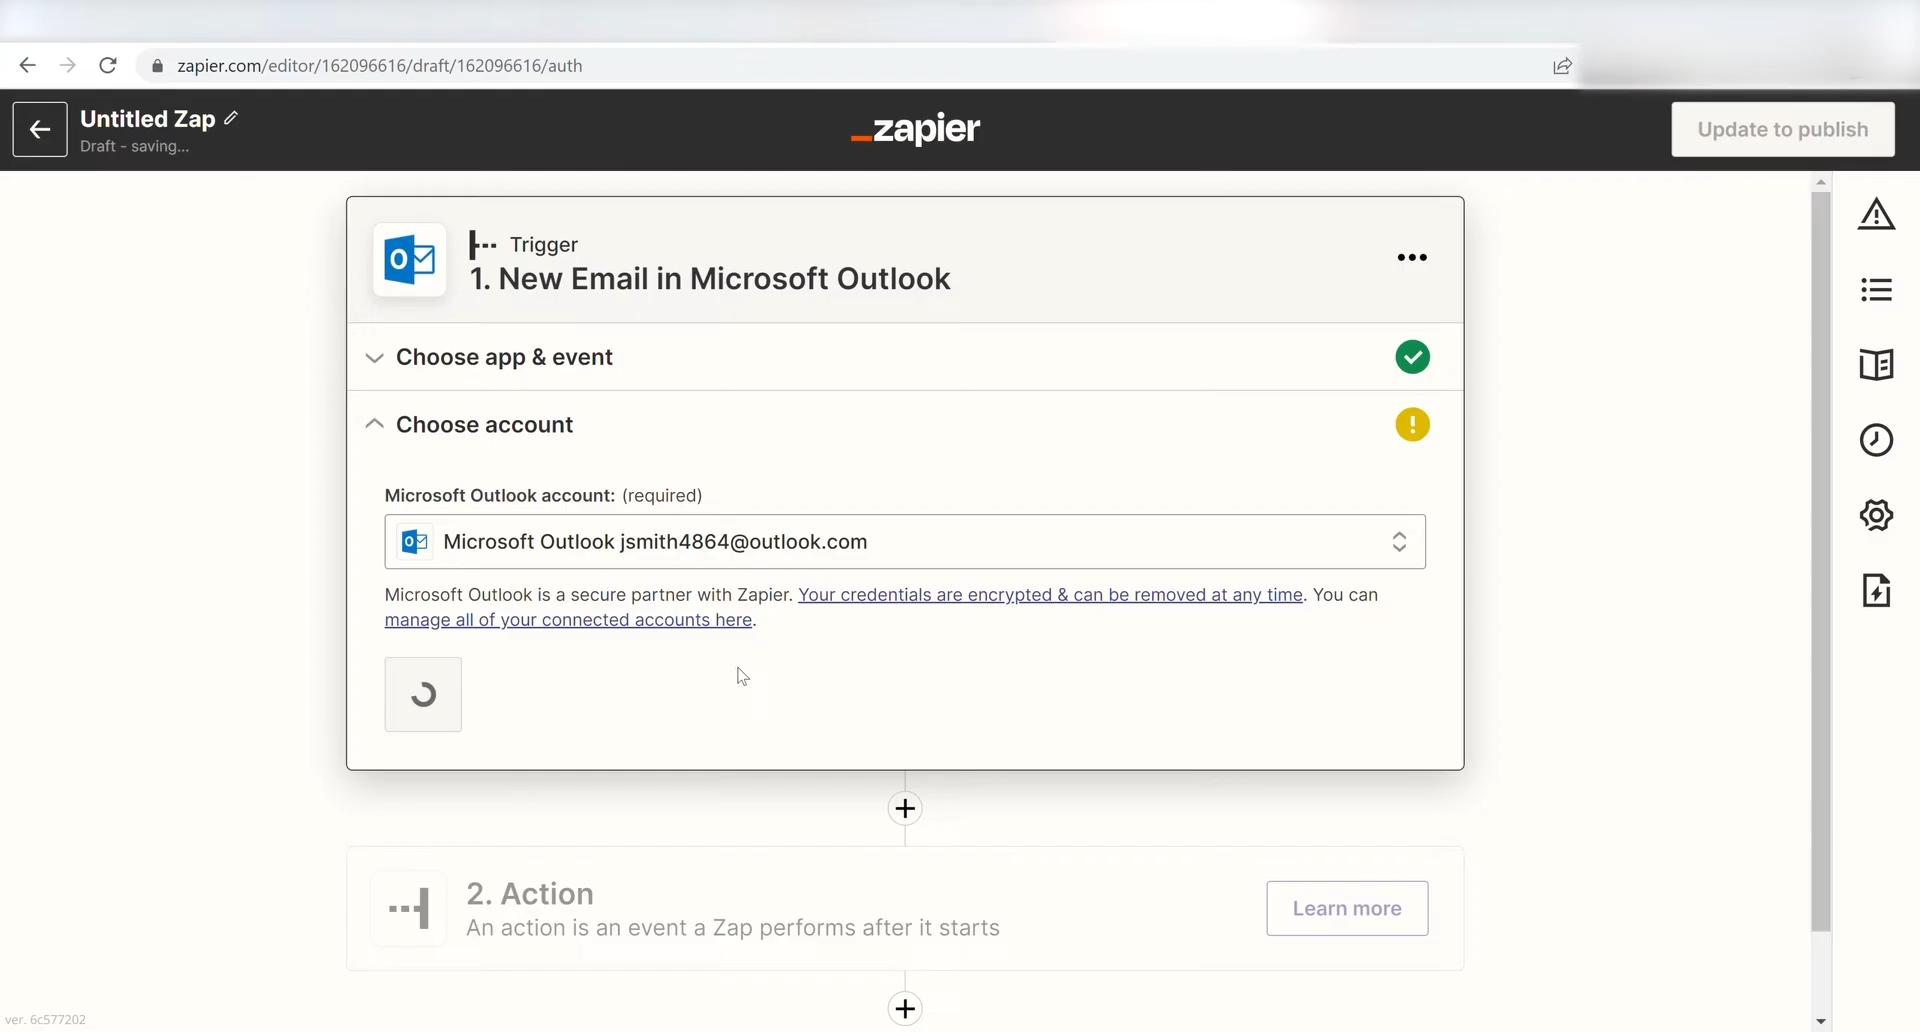 zapier.com/editor/162096616/draft/162096616/auth
Untitled Zap
Draft - saving...
_zapier
Update to publish
Trigger
1. New Email in Microsoft Outlook
Choose app & event
Choose account
Microsoft Outlook account: (required)
Microsoft Outlook jsmith4864@outlook.com
Microsoft Outlook is a secure partner with Zapier. Your credentials are encrypted & can be removed at any time. You can
manage all of your connected accounts here.
2. Action
An action is an event a Zap performs after it starts
Learn more
ver. 6c577202